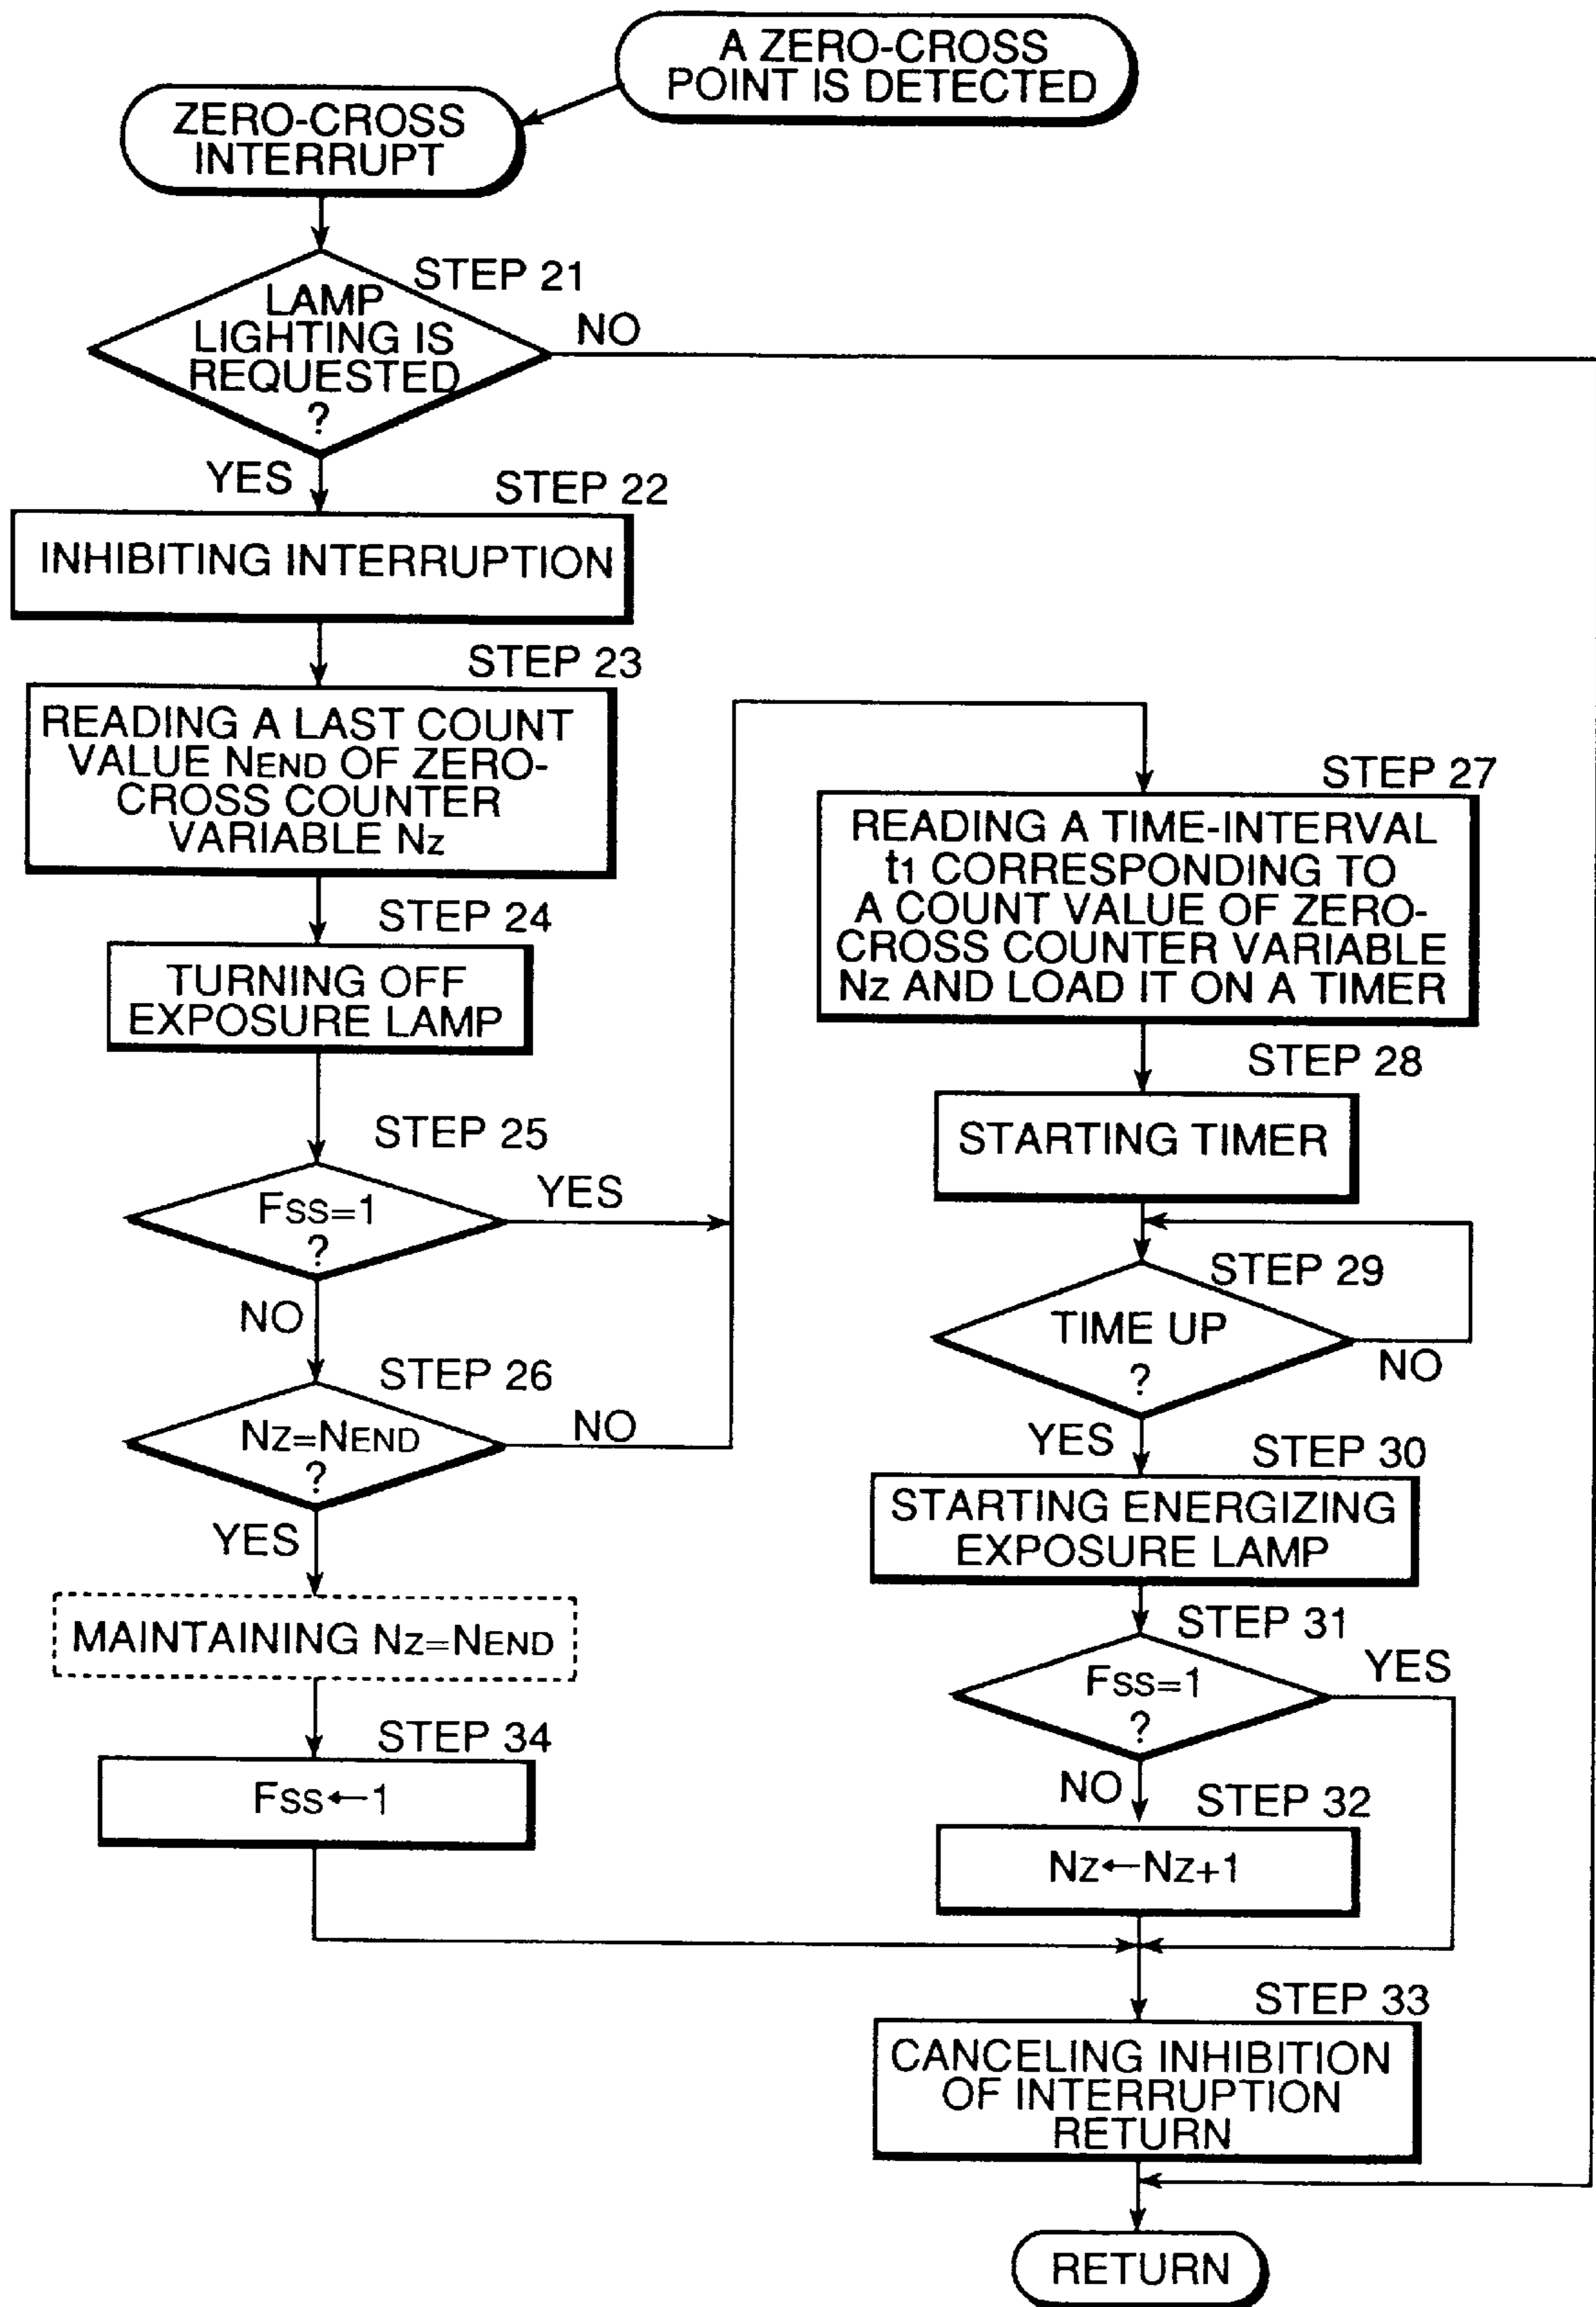 A ZERO-CROSS
POINT IS DETECTED
ZERO-CROSS
INTERRUPT
STEP 21
LAMP
LIGHTING IS
REQUESTED
?
NO
YES
STEP 22
INHIBITING INTERRUPTION
STEP 23
READING A LAST COUNT
VALUE NEND OF ZERO-
CROSS COUNTER
VARIABLE NZ
STEP 24
TURNING OFF
EXPOSURE LAMP
STEP 25
FSS=1
?
YES
NO
STEP 26
NZ=NEND
?
NO
YES
MAINTAINING NZ=NEND
STEP 34
FSS←1
STEP 27
READING A TIME-INTERVAL
t1 CORRESPONDING TO
A COUNT VALUE OF ZERO-
CROSS COUNTER VARIABLE
NZ AND LOAD IT ON A TIMER
STEP 28
STARTING TIMER
STEP 29
TIME UP
?
NO
YES
STEP 30
STARTING ENERGIZING
EXPOSURE LAMP
STEP 31
FSS=1
?
YES
NO
STEP 32
NZ←NZ+1
STEP 33
CANCELING INHIBITION
OF INTERRUPTION
RETURN
RETURN